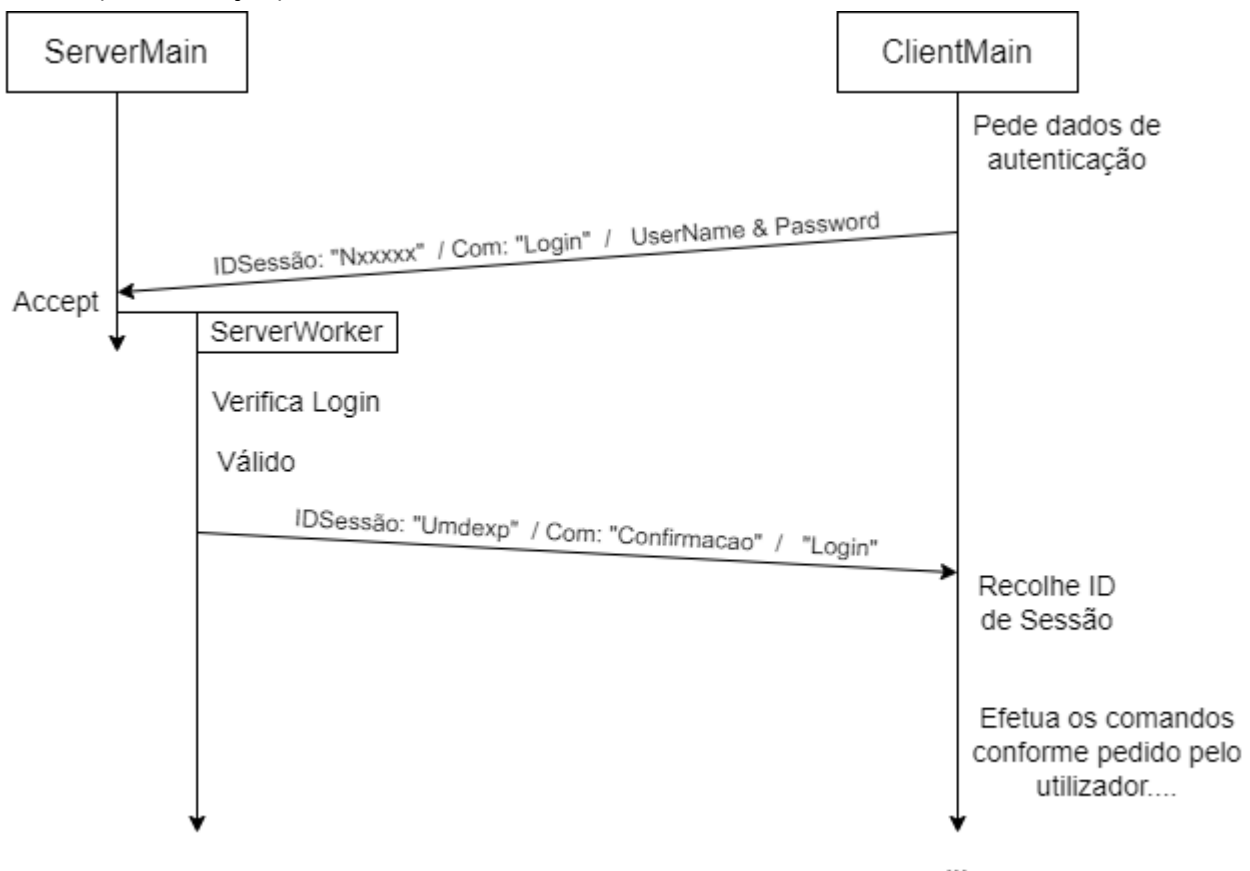 ServerMain
ClientMain
Pede dados de
autenticação
IDSessão: "Nxxxxx" / Com: "Login" / UserName & Password
Accept
ServerWorker
Verifica Login
Válido
IDSessão: "Umdexp" / Com: "Confirmacao" / "Login"
Recolhe ID
de Sessão
Efetua os comandos
conforme pedido pelo
utilizador....
...